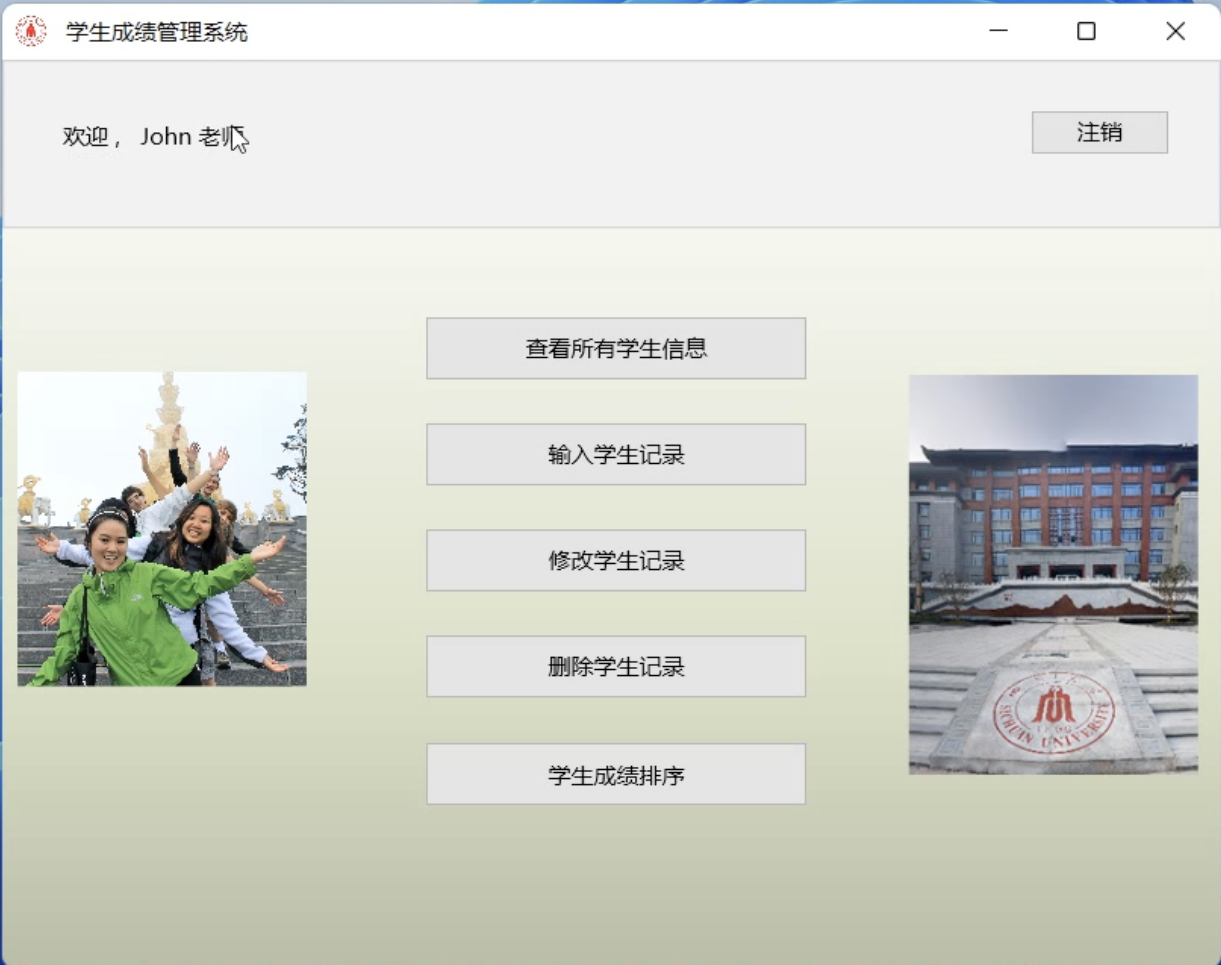 学生成绩管理系统
欢迎， John 老师
注销
查看所有学生信息
输入学生记录
修改学生记录
删除学生记录
学生成绩排序
SICHUAN UNIVERSITY